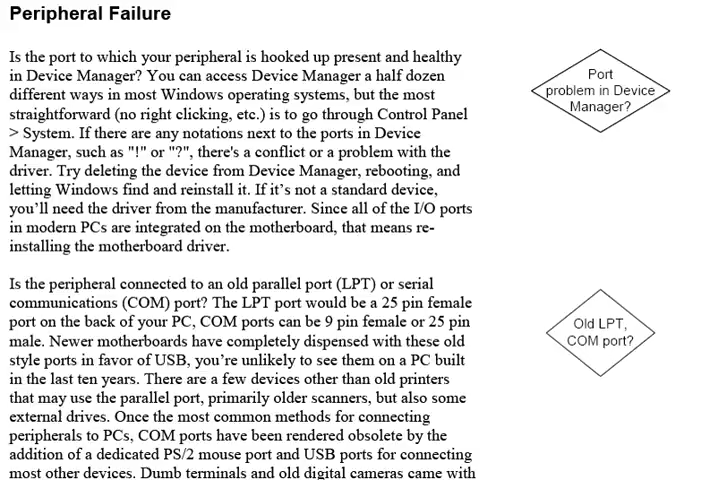 Peripheral Failure
Is the port to which your peripheral is hooked up present and healthy
in Device Manager? You can access Device Manager a half dozen
different ways in most Windows operating systems, but the most
straightforward (no right clicking, etc.) is to go through Control Panel
> System. If there are any notations next to the ports in Device
Manager, such as "!" or "?", there's a conflict or a problem with the
driver. Try deleting the device from Device Manager, rebooting, and
letting Windows find and reinstall it. If it’s not a standard device,
you’ll need the driver from the manufacturer. Since all of the I/O ports
in modern PCs are integrated on the motherboard, that means re-
installing the motherboard driver.
Port
problem in Device
Manager?
Is the peripheral connected to an old parallel port (LPT) or serial
communications (COM) port? The LPT port would be a 25 pin female
port on the back of your PC, COM ports can be 9 pin female or 25 pin
male. Newer motherboards have completely dispensed with these old
style ports in favor of USB, you’re unlikely to see them on a PC built
in the last ten years. There are a few devices other than old printers
that may use the parallel port, primarily older scanners, but also some
external drives. Once the most common methods for connecting
peripherals to PCs, COM ports have been rendered obsolete by the
addition of a dedicated PS/2 mouse port and USB ports for connecting
most other devices. Dumb terminals and old digital cameras came with
Old LPT,
COM port?